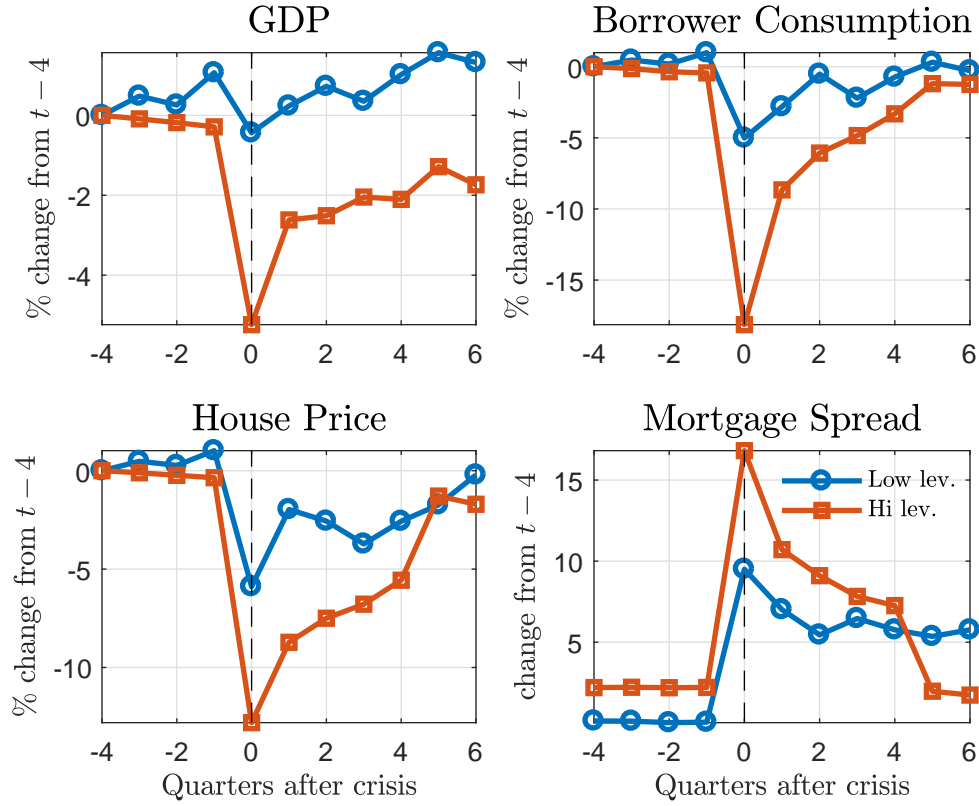 GDP
% change from t − 4
0
-2
-4
-4 -2 0 2 4 6
Borrower Consumption
% change from t − 4
0
-5
-10
-15
-4 -2 0 2 4 6
House Price
% change from t − 4
0
-5
-10
-4 -2 0 2 4 6
Quarters after crisis
Mortgage Spread
change from t − 4
15
10
5
Low lev.
Hi lev.
-4 -2 0 2 4 6
Quarters after crisis